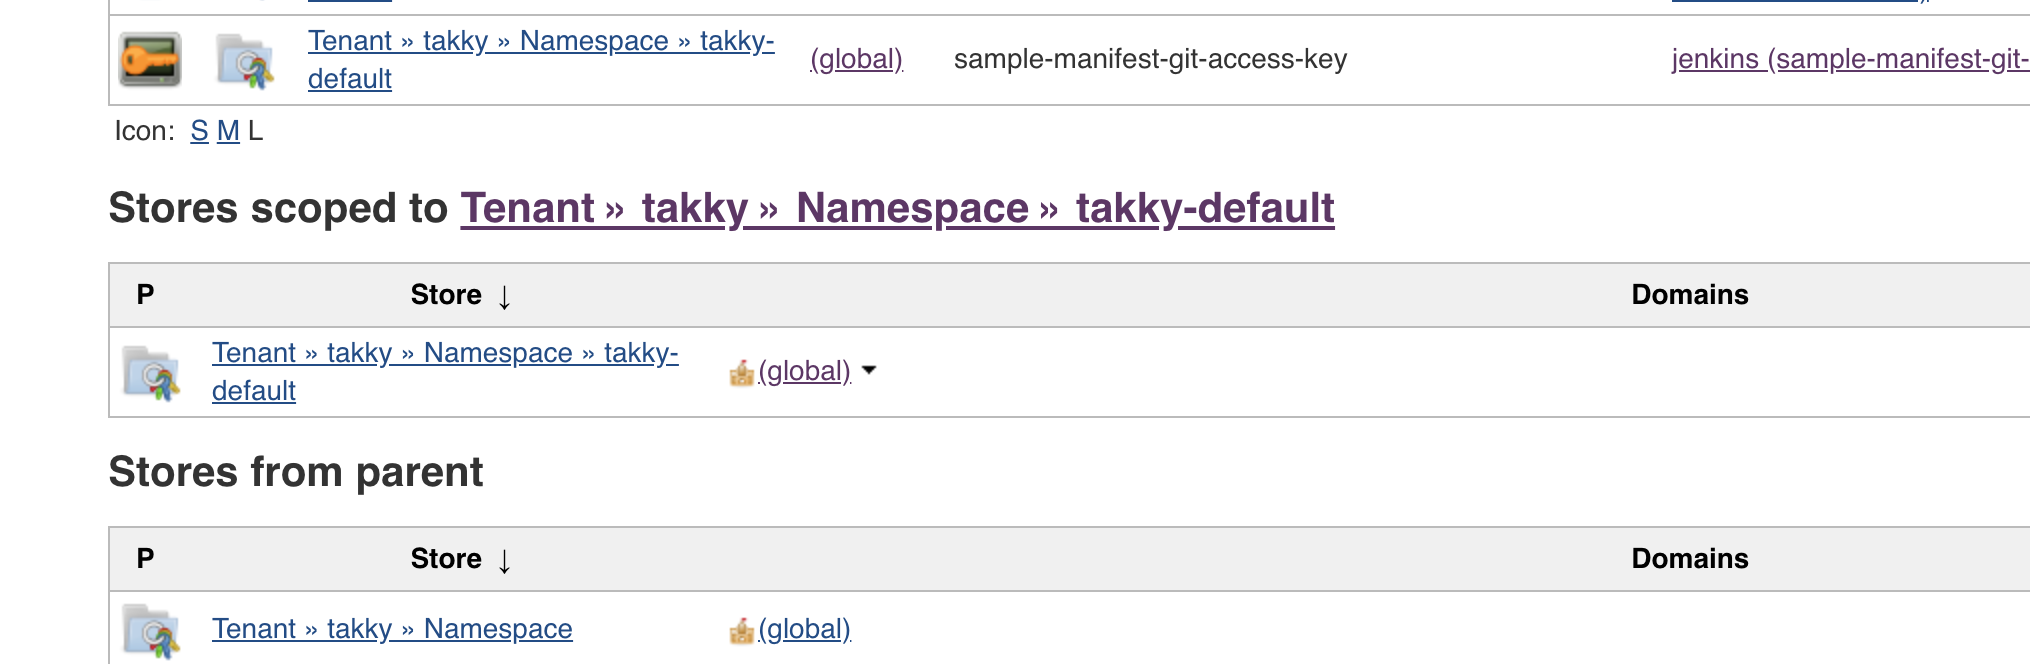 Tenant » takky » Namespace » takky-
default
(global)
sample-manifest-git-access-key
jenkins (sample-manifest-git-
Icon: S M L
Stores scoped to Tenant » takky » Namespace » takky-default
P Store ↓ Domains
Tenant » takky » Namespace » takky-
default
(global)
Stores from parent
P Store ↓ Domains
Tenant » takky » Namespace (global)